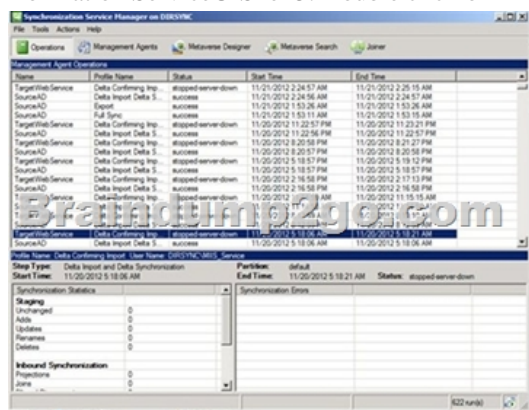 Synchronization Service Manager on DIRSYNC
File Tools Actions Help
Operations Management Agents Metaverse Designer Metaverse Search Joiner
Management Agent Operations
Name Profile Name Status Start Time End Time
TargetWebService Delta Confirming Imp... stopped-server-down 11/21/2012 2:24:57 AM 11/21/2012 2:25:15 AM
SourceAD Delta Import Delta S... success 11/21/2012 2:24:56 AM 11/21/2012 2:24:57 AM
SourceAD Export success 11/21/2012 1:53:26 AM 11/21/2012 1:53:26 AM
SourceAD Full Sync success 11/21/2012 1:53:11 AM 11/21/2012 1:53:15 AM
TargetWebService Delta Confirming Imp... stopped-server-down 11/20/2012 11:22:57 PM 11/20/2012 11:23:21 PM
SourceAD Delta Import Delta S... success 11/20/2012 11:22:56 PM 11/20/2012 11:22:57 PM
TargetWebService Delta Confirming Imp... stopped-server-down 11/20/2012 8:20:58 PM 11/20/2012 8:21:27 PM
SourceAD Delta Import Delta S... success 11/20/2012 8:20:57 PM 11/20/2012 8:20:58 PM
TargetWebService Delta Confirming Imp... stopped-server-down 11/20/2012 5:18:57 PM 11/20/2012 5:19:12 PM
SourceAD Delta Import Delta S... success 11/20/2012 5:18:57 PM 11/20/2012 5:18:57 PM
TargetWebService Delta Confirming Imp... stopped-server-down 11/20/2012 2:16:58 PM 11/20/2012 2:17:13 PM
SourceAD Delta Import Delta S... success 11/20/2012 2:16:58 PM 11/20/2012 2:16:58 PM
Braindump2go.com
TargetWebService Delta Confirming Imp... stopped-server-down 11/20/2012 5:18:06 AM 11/20/2012 5:18:21 AM
SourceAD Delta Import Delta S... success 11/20/2012 5:18:06 AM 11/20/2012 5:18:06 AM
Profile Name: Delta Confirming Import User Name: DIRSYNC\MIIS_Service
Step Type: Delta Import and Delta Synchronization Partition: default
Start Time: 11/20/2012 5:18:06 AM End Time: 11/20/2012 5:18:21 AM Status: stopped-server-down
Synchronization Statistics Synchronization Errors
Staging
Unchanged 0
Adds 0
Updates 0
Renames 0
Deletes 0
Inbound Synchronization
Projections 0
Joins 0
622 run(s)